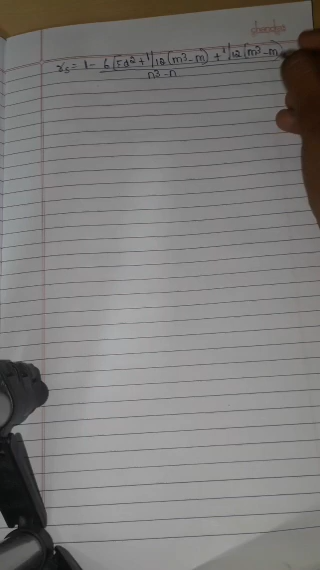 rs = 1 - 6 [Σd² + 1/12 (m³-m) + 1/12 (m³-m)
n³-n